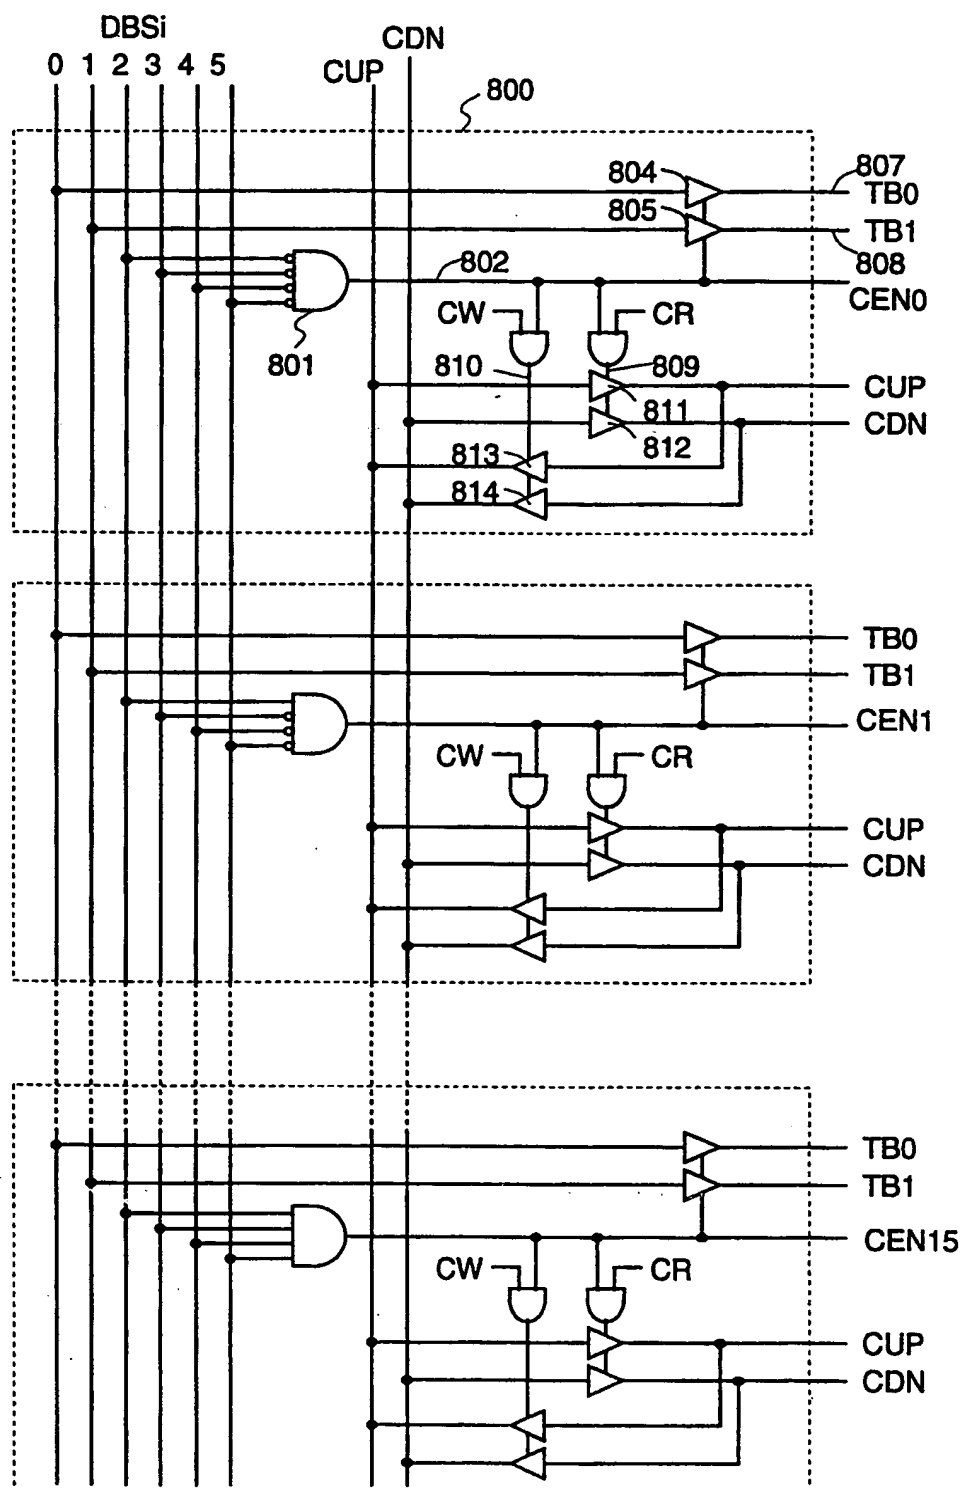 DBSi
CDN
0 1 2 3 4 5
CUP
800
804
807
TB0
805
TB1
808
802
CEN0
CW
CR
801
810
809
CUP
811
CDN
812
813
814
TB0
TB1
CEN1
CW
CR
CUP
CDN
TB0
TB1
CEN15
CW
CR
CUP
CDN